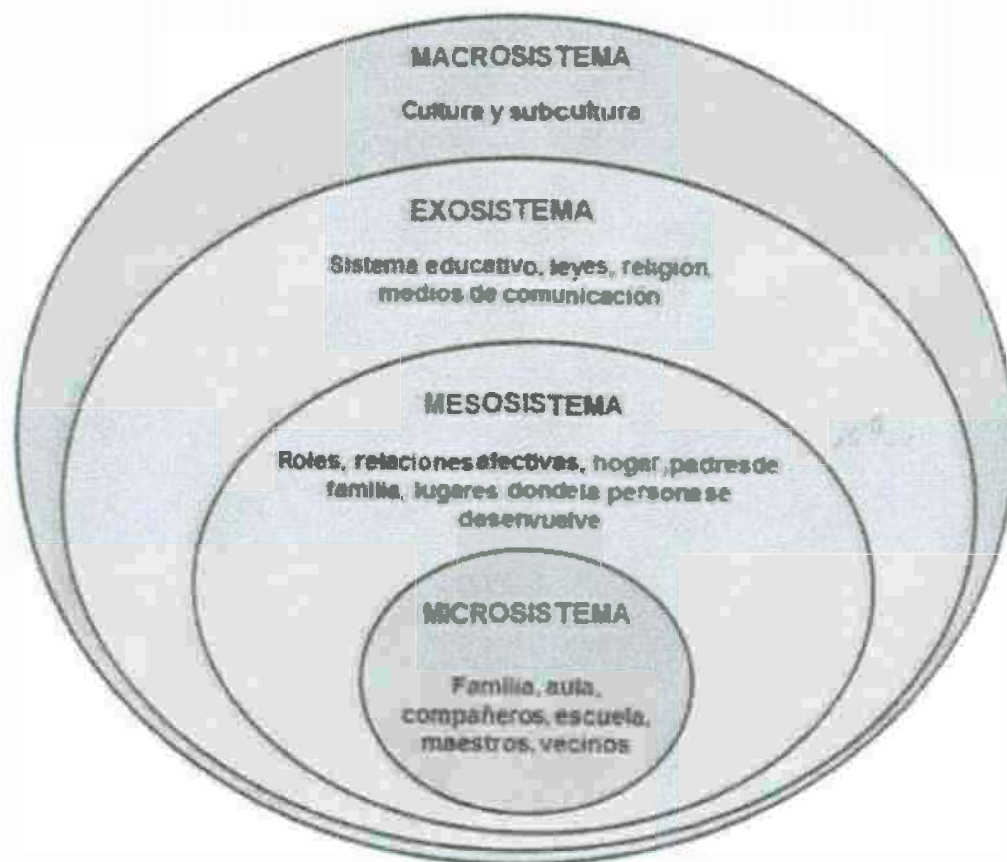 MACROSISTEMA
Cultura y subcultura
EXOSISTEMA
Sistema educativo, leyes, religión,
medios de comunicación
MESOSISTEMA
Roles, relaciones afectivas, hogar, padres de
familia, lugares donde la persona se
desenvuelve
MICROSISTEMA
Familia, aula,
compañeros, escuela,
maestros, vecinos